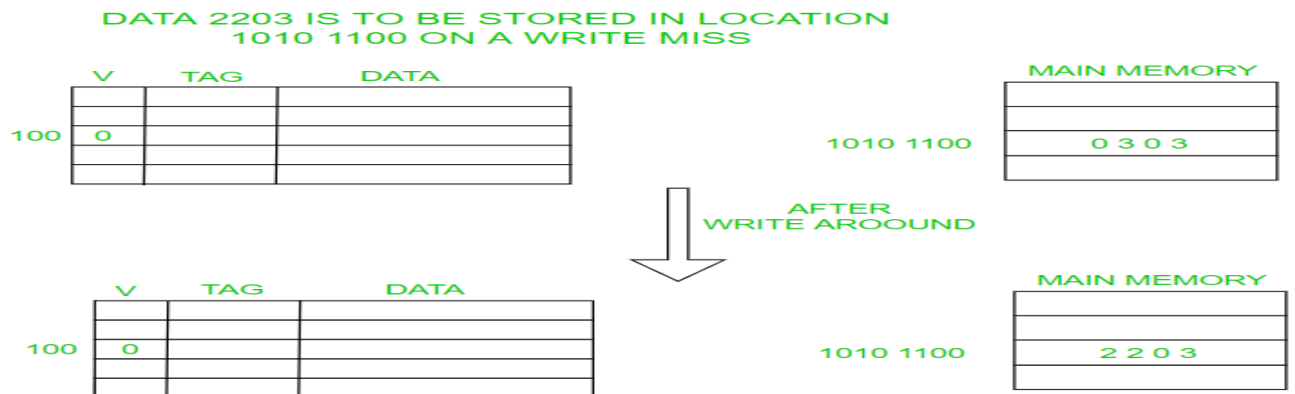 DATA 2203 IS TO BE STORED IN LOCATION
1010 1100 ON A WRITE MISS
V TAG DATA
MAIN MEMORY
100 0
1010 1100 0 3 0 3
AFTER
WRITE AROOUND
V TAG DATA
MAIN MEMORY
100 0
1010 1100 2 2 0 3